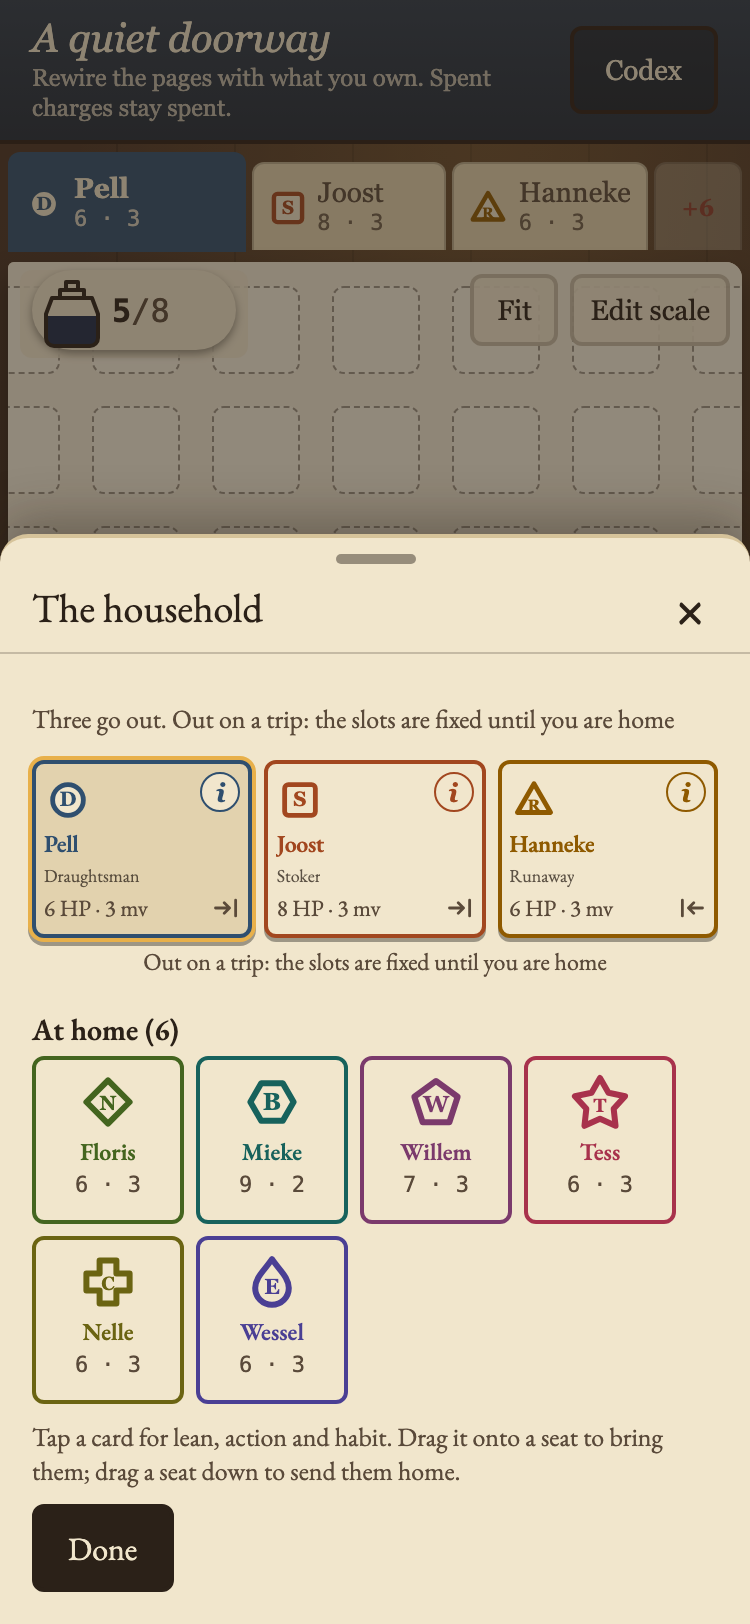 A quiet doorway
Rewire the pages with what you own. Spent
charges stay spent.
Codex
D
Pell
6 · 3
S
Joost
8 · 3
R
Hanneke
6 · 3
+6
5/8
Fit
Edit scale
The household
Three go out. Out on a trip: the slots are fixed until you are home
D
i
Pell
Draughtsman
6 HP · 3 mv
S
i
Joost
Stoker
8 HP · 3 mv
R
i
Hanneke
Runaway
6 HP · 3 mv
Out on a trip: the slots are fixed until you are home
At home (6)
N
Floris
6 · 3
B
Mieke
9 · 2
W
Willem
7 · 3
T
Tess
6 · 3
C
Nelle
6 · 3
E
Wessel
6 · 3
Tap a card for lean, action and habit. Drag it onto a seat to bring
them; drag a seat down to send them home.
Done